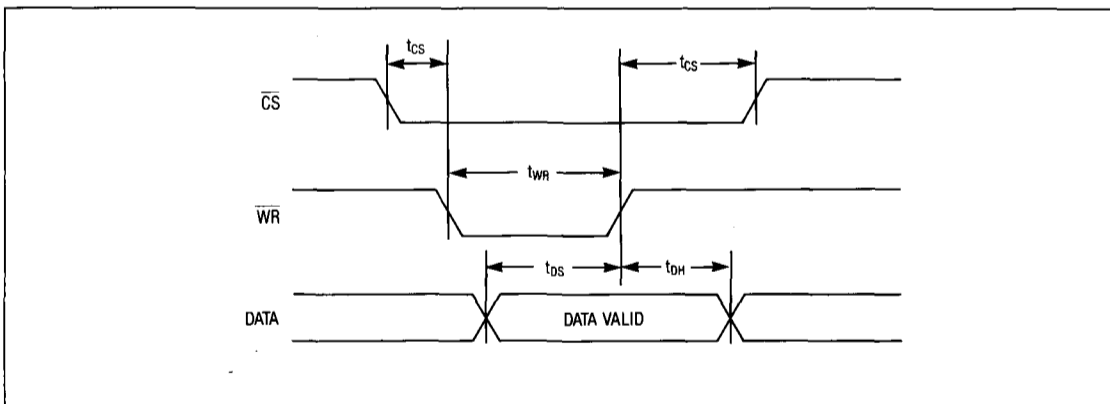 tCS
tCS
CS
tWR
WR
tDS
tDH
DATA
DATA VALID